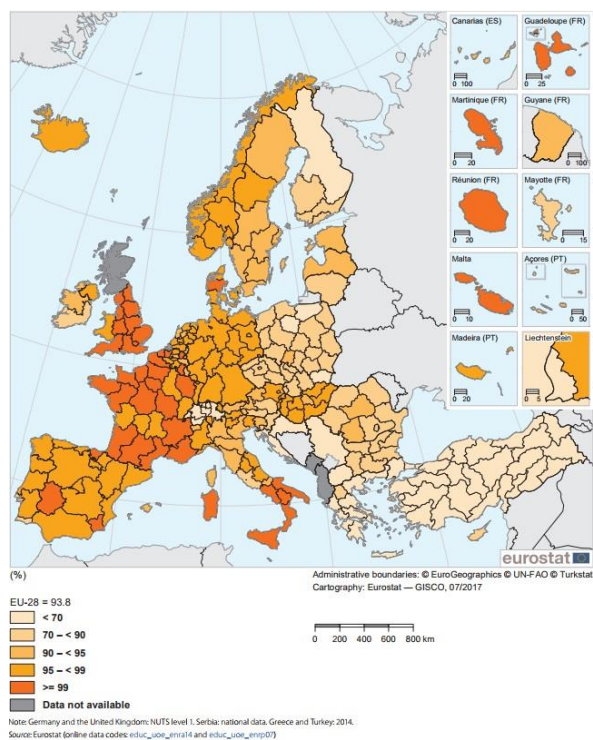 Canarias (ES)
0 100
Guadeloupe (FR)
0 25
Martinique (FR)
0 20
Guyane (FR)
0 100
Réunion (FR)
0 20
Mayotte (FR)
0 15
Malta
0 10
Açores (PT)
0 50
Madeira (PT)
0 20
Liechtenstein
0 5
eurostat
(%)
Administrative boundaries: © EuroGeographics © UN-FAO © Turkstat
Cartography: Eurostat — GISCO, 07/2017
EU-28 = 93.8
< 70
70 – < 90
90 – < 95
95 – < 99
>= 99
Data not available
0 200 400 600 800 km
Note: Germany and the United Kingdom: NUTS level 1. Serbia: national data. Greece and Turkey: 2014.
Source: Eurostat (online data codes: educ_uoe_enra14 and educ_uoe_enrp07)